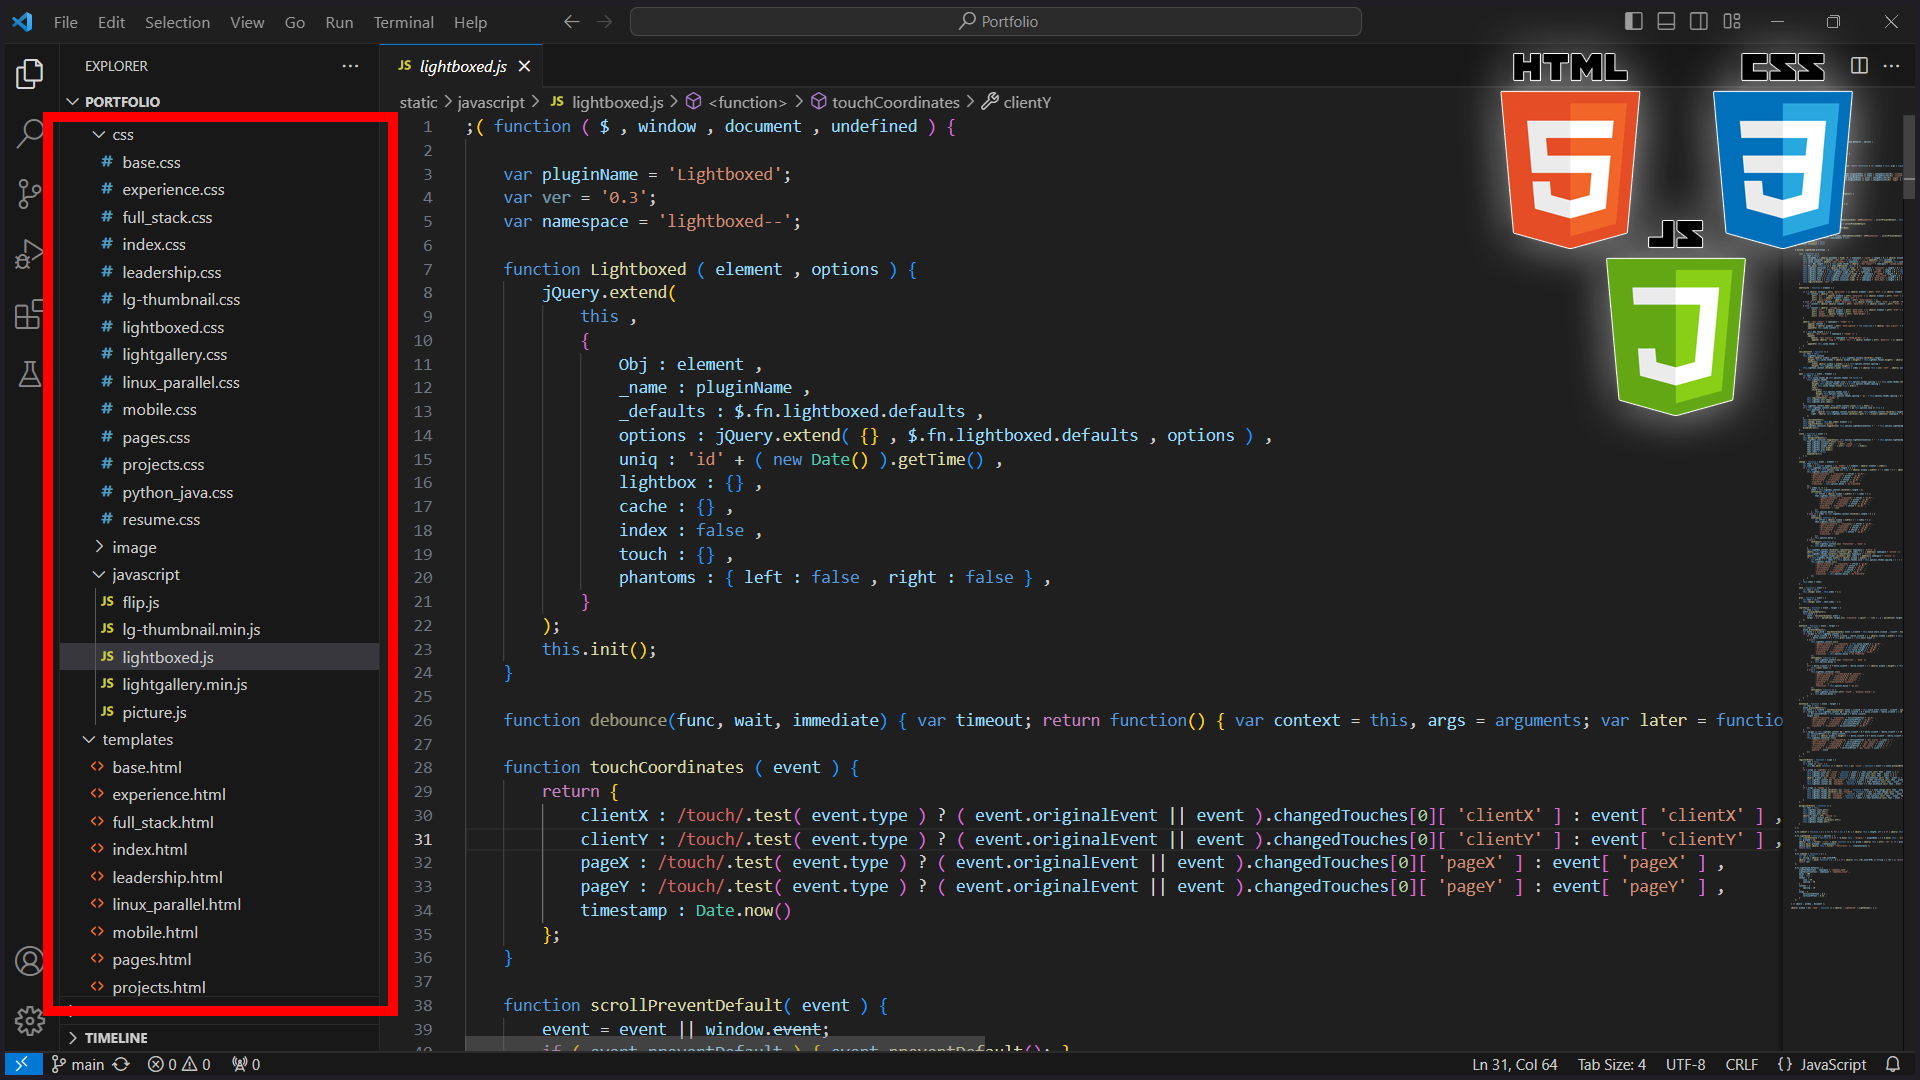 File Edit Selection View Go Run Terminal Help
Portfolio
EXPLORER
PORTFOLIO
css
base.css
experience.css
full_stack.css
index.css
leadership.css
lg-thumbnail.css
lightboxed.css
lightgallery.css
linux_parallel.css
mobile.css
pages.css
projects.css
python_java.css
resume.css
image
javascript
JS flip.js
JS lg-thumbnail.min.js
JS lightboxed.js
JS lightgallery.min.js
JS picture.js
templates
base.html
experience.html
full_stack.html
index.html
leadership.html
linux_parallel.html
mobile.html
pages.html
projects.html
TIMELINE
JS lightboxed.js
static > javascript > JS lightboxed.js > <function> > touchCoordinates > clientY
1 ;( function ( $ , window , document , undefined ) {
2
3 var pluginName = 'Lightboxed';
4 var ver = '0.3';
5 var namespace = 'lightboxed--';
6
7 function Lightboxed ( element , options ) {
8 jQuery.extend(
9 this ,
10 {
11 Obj : element ,
12 _name : pluginName ,
13 _defaults : $.fn.lightboxed.defaults ,
14 options : jQuery.extend( {} , $.fn.lightboxed.defaults , options ) ,
15 uniq : 'id' + ( new Date() ).getTime() ,
16 lightbox : {} ,
17 cache : {} ,
18 index : false ,
19 touch : {} ,
20 phantoms : { left : false , right : false } ,
21 }
22 );
23 this.init();
24 }
25
26 function debounce(func, wait, immediate) { var timeout; return function() { var context = this, args = arguments; var later = functio
27
28 function touchCoordinates ( event ) {
29 return {
30 clientX : /touch/.test( event.type ) ? ( event.originalEvent || event ).changedTouches[0][ 'clientX' ] : event[ 'clientX' ] ,
31 clientY : /touch/.test( event.type ) ? ( event.originalEvent || event ).changedTouches[0][ 'clientY' ] : event[ 'clientY' ] ,
32 pageX : /touch/.test( event.type ) ? ( event.originalEvent || event ).changedTouches[0][ 'pageX' ] : event[ 'pageX' ] ,
33 pageY : /touch/.test( event.type ) ? ( event.originalEvent || event ).changedTouches[0][ 'pageY' ] : event[ 'pageY' ] ,
34 timestamp : Date.now()
35 };
36 }
37
38 function scrollPreventDefault( event ) {
39 event = event || window.event;
HTML
5
CSS
3
JS
main
0 0
0
Ln 31, Col 64
Tab Size: 4
UTF-8
CRLF
{} JavaScript